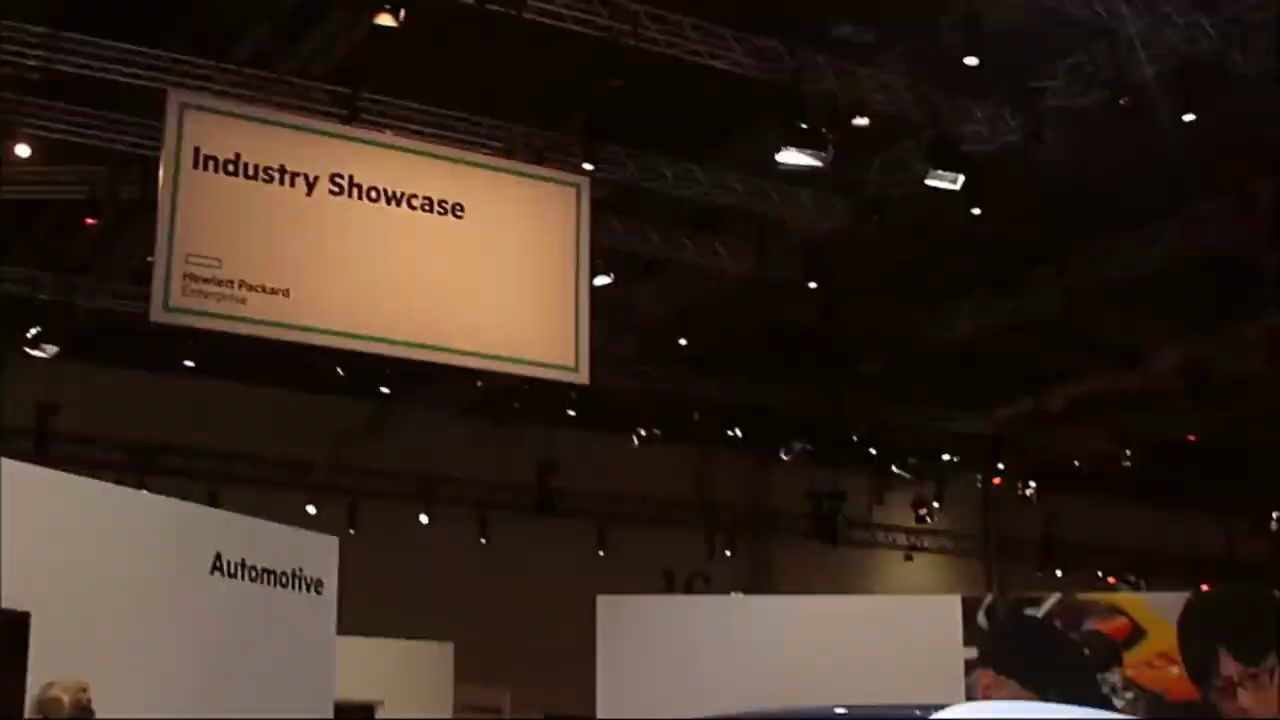 Industry Showcase
Hewlett Packard
Enterprise
Automotive